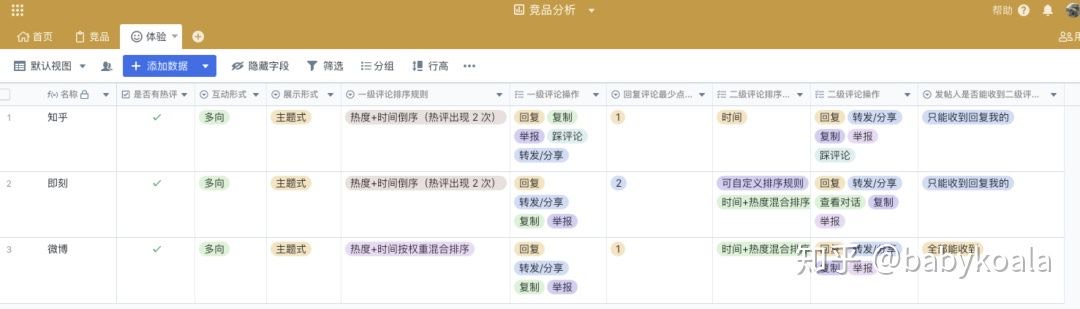 竞品分析
帮助
首页 竞品 体验
默认视图 添加数据 隐藏字段 筛选 分组 行高
名称 是否有热评 互动形式 展示形式 一级评论排序规则 一级评论操作 回复评论最少点... 二级评论排序... 二级评论操作 发帖人是否能收到二级评...
1 知乎 多向 主题式 热度+时间倒序（热评出现 2 次） 回复 复制 1 时间 回复 转发/分享 只能收到回复我的
举报 踩评论 复制 举报
转发/分享 踩评论
2 即刻 多向 主题式 热度+时间倒序（热评出现 2 次） 回复 2 可自定义排序规则 回复 转发/分享 只能收到回复我的
转发/分享 时间+热度混合排序 查看对话 复制
复制 举报 举报
3 微博 多向 主题式 热度+时间按权重混合排序 回复 1 时间+热度混合排序 回复 转发/分享 全部能收到
转发/分享 复制 举报
复制 举报
知乎 @babykoala